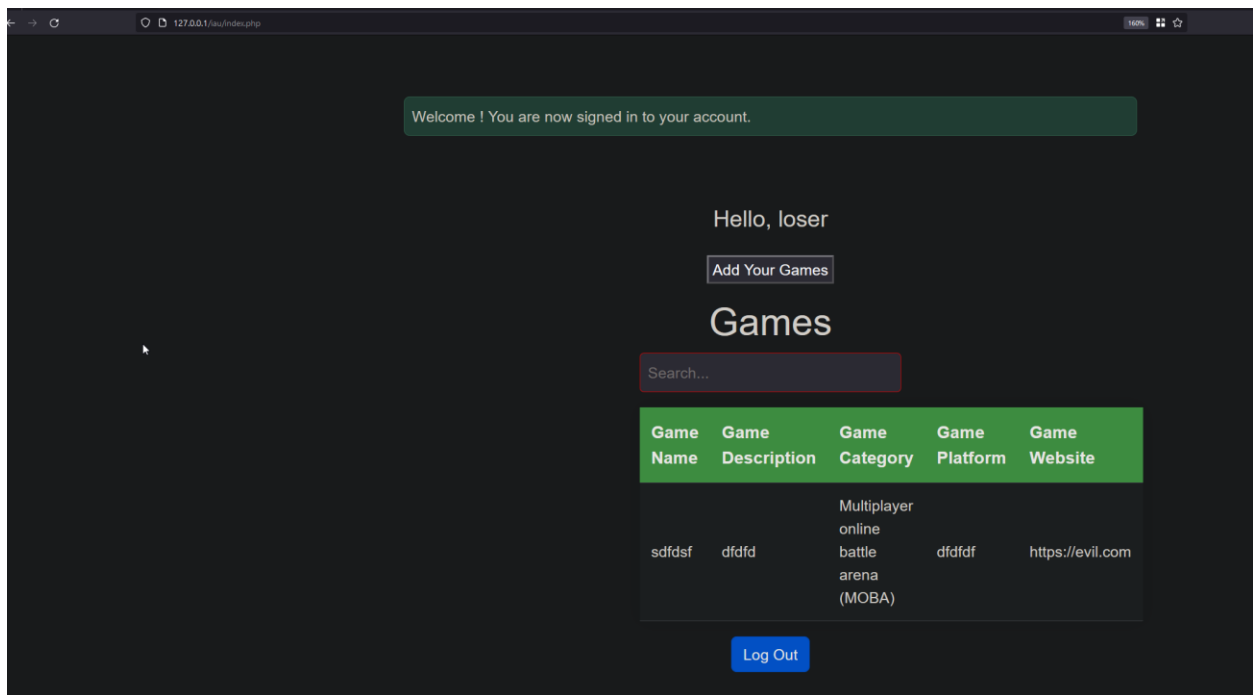 127.0.0.1/iau/index.php
160%
Welcome ! You are now signed in to your account.
Hello, loser
Add Your Games
Games
Search...
Game Name
Game Description
Game Category
Game Platform
Game Website
sdfdsf
dfdfd
Multiplayer
online
battle
arena
(MOBA)
dfdfdf
https://evil.com
Log Out